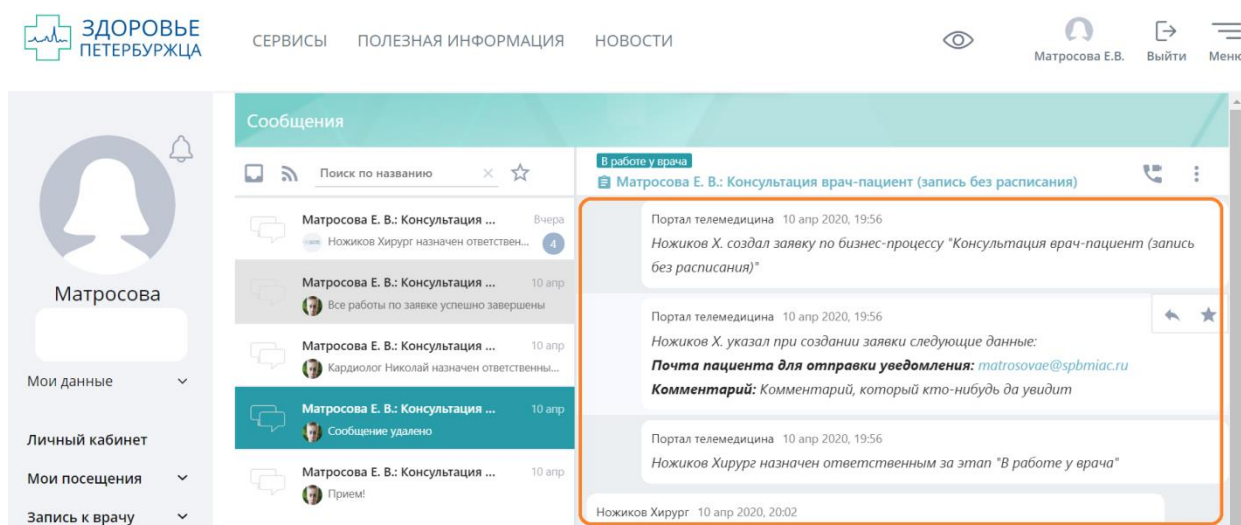 ЗДОРОВЬЕ
ПЕТЕРБУРЖЦА
СЕРВИСЫ ПОЛЕЗНАЯ ИНФОРМАЦИЯ НОВОСТИ
Матросова Е.В. Выйти Меню
Матросова
Мои данные
Личный кабинет
Мои посещения
Запись к врачу
Сообщения
Поиск по названию
Матросова Е. В.: Консультация ... Вчера
Ножиков Хирург назначен ответствен... 4
Матросова Е. В.: Консультация ... 10 апр
Все работы по заявке успешно завершены
Матросова Е. В.: Консультация ... 10 апр
Кардиолог Николай назначен ответственны...
Матросова Е. В.: Консультация ... 10 апр
Сообщение удалено
Матросова Е. В.: Консультация ... 10 апр
Прием!
В работе у врача
Матросова Е. В.: Консультация врач-пациент (запись без расписания)
Портал телемедицина 10 апр 2020, 19:56
Ножиков Х. создал заявку по бизнес-процессу "Консультация врач-пациент (запись
без расписания)"
Портал телемедицина 10 апр 2020, 19:56
Ножиков Х. указал при создании заявки следующие данные:
Почта пациента для отправки уведомления: matrosovae@spbmiac.ru
Комментарий: Комментарий, который кто-нибудь да увидит
Портал телемедицина 10 апр 2020, 19:56
Ножиков Хирург назначен ответственным за этап "В работе у врача"
Ножиков Хирург 10 апр 2020, 20:02